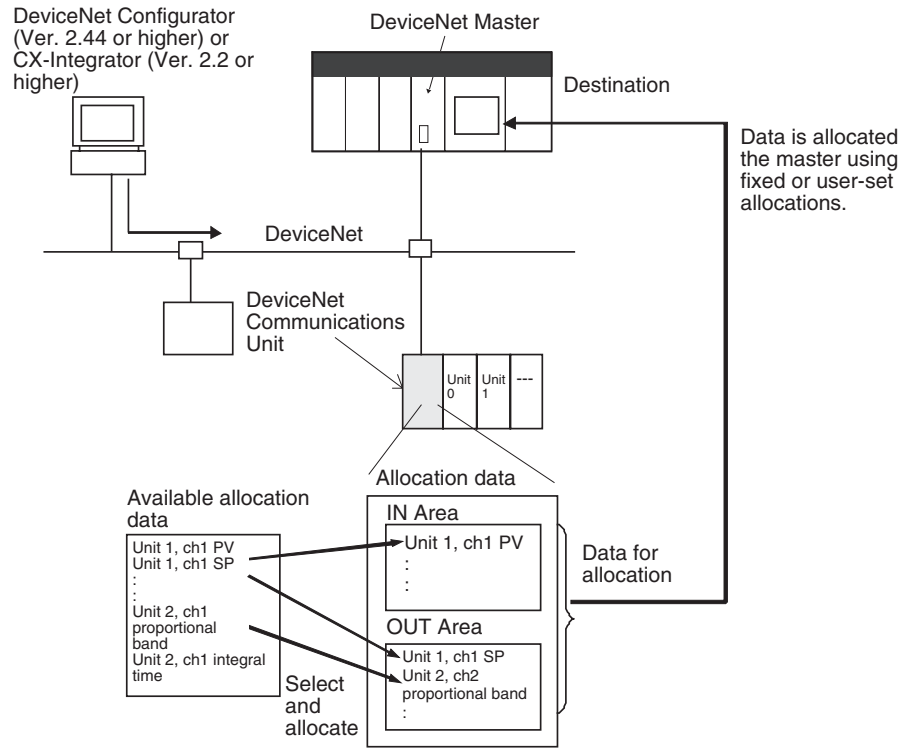 DeviceNet Configurator
(Ver. 2.44 or higher) or
CX-Integrator (Ver. 2.2 or
higher)
DeviceNet Master
Destination
Data is allocated
the master using
fixed or user-set
allocations.
DeviceNet
DeviceNet
Communications
Unit
Unit
0
Unit
1
---
Allocation data
Available allocation
data
Unit 1, ch1 PV
Unit 1, ch1 SP
:
:
Unit 2, ch1
proportional
band
Unit 2, ch1 integral
time
Select
and
allocate
IN Area
Unit 1, ch1 PV
:
:
OUT Area
Unit 1, ch1 SP
Unit 2, ch2
proportional band
:
Data for
allocation